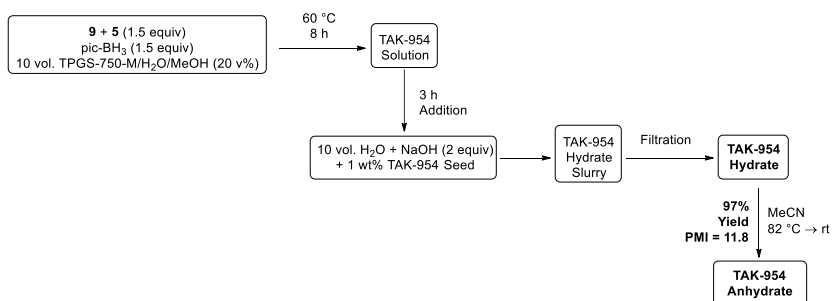 9 + 5 (1.5 equiv)
pic-BH₃ (1.5 equiv)
10 vol. TPGS-750-M/H₂O/MeOH (20 v%)
60 °C
8 h
TAK-954
Solution
3 h
Addition
10 vol. H₂O + NaOH (2 equiv)
+ 1 wt% TAK-954 Seed
TAK-954
Hydrate
Slurry
Filtration
TAK-954
Hydrate
97%
Yield
PMI = 11.8
MeCN
82 °C → rt
TAK-954
Anhydrate